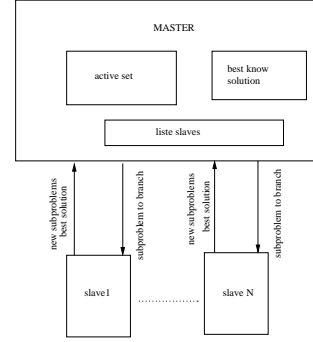 MASTER
active set
best know
solution
liste slaves
new subproblems
best solution
subproblem to branch
new subproblems
best solution
subproblem to branch
slave1
slave N